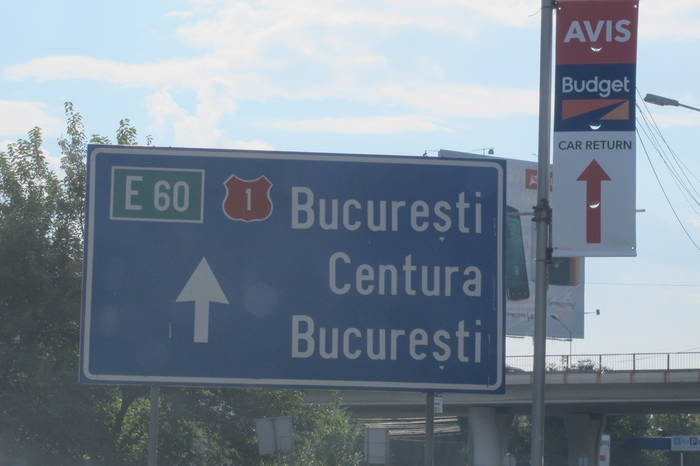 AVIS
Budget
CAR RETURN
E 60
1
București
Centura
București